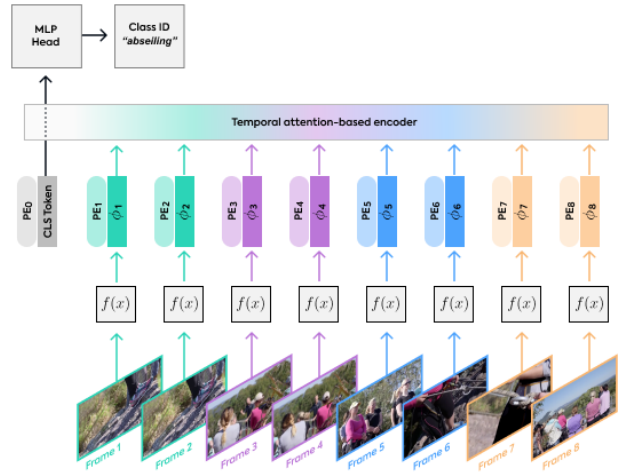 MLP
Head
Class ID
"abseiling"
Temporal attention-based encoder
PE0
CLS Token
PE1
ϕ1
PE2
ϕ2
PE3
ϕ3
PE4
ϕ4
PE5
ϕ5
PE6
ϕ6
PE7
ϕ7
PE8
ϕ8
f(x)
f(x)
f(x)
f(x)
f(x)
f(x)
f(x)
f(x)
Frame 1
Frame 2
Frame 3
Frame 4
Frame 5
Frame 6
Frame 7
Frame 8